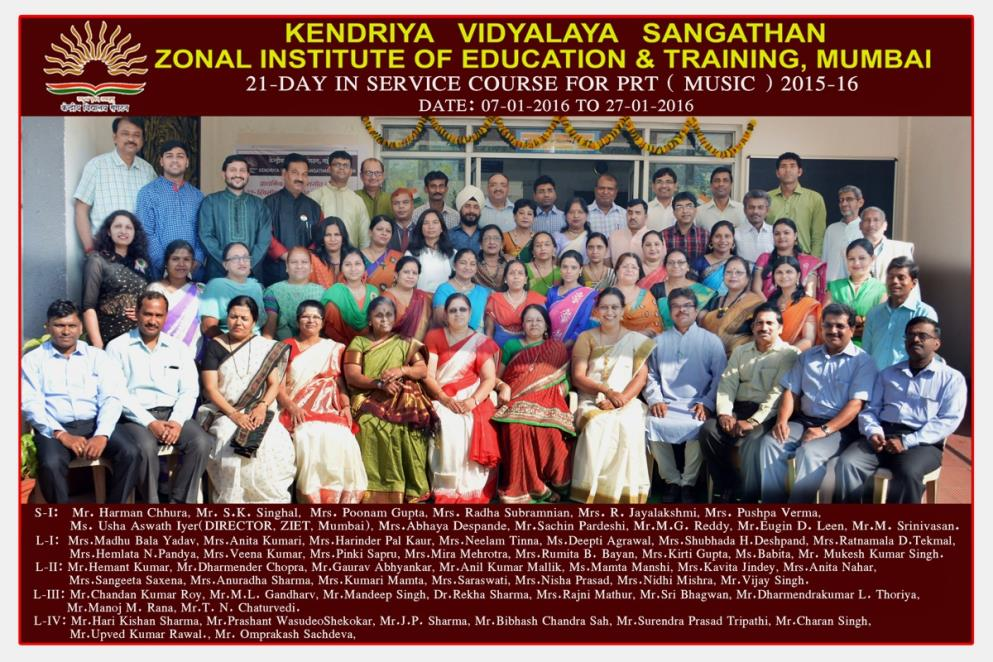 KENDRIYA VIDYALAYA SANGATHAN
ZONAL INSTITUTE OF EDUCATION & TRAINING, MUMBAI
21-DAY IN SERVICE COURSE FOR PRT ( MUSIC ) 2015-16
DATE: 07-01-2016 TO 27-01-2016
केन्द्रीय विद्यालय संगठन
S-I: Mr. Harman Chhura, Mr. S.K. Singhal, Mrs. Poonam Gupta, Mrs. Radha Subramnian, Mrs. R. Jayalakshmi, Mrs. Pushpa Verma,
Ms. Usha Aswath Iyer(DIRECTOR, ZIET, Mumbai), Mrs.Abhaya Despande, Mr.Sachin Pardeshi, Mr.M.G. Reddy, Mr.Eugin D. Leen, Mr.M. Srinivasan.
L-I: Mrs.Madhu Bala Yadav, Mrs.Anita Kumari, Mrs.Harinder Pal Kaur, Mrs.Neelam Tinna, Ms.Deepti Agrawal, Mrs.Shubhada H.Deshpand, Mrs.Ratnamala D.Tekmal,
Mrs.Hemlata N.Pandya, Mrs.Veena Kumar, Mrs.Pinki Sapru, Mrs.Mira Mehrotra, Mrs.Rumita B. Bayan, Mrs.Kirti Gupta, Ms.Babita, Mr. Mukesh Kumar Singh.
L-II: Mr.Hemant Kumar, Mr.Dharmender Chopra, Mr.Gaurav Abhyankar, Mr.Anil Kumar Mallik, Ms.Mamta Manshi, Mrs.Kavita Jindey, Mrs.Anita Nahar,
Mrs.Sangeeta Saxena, Mrs.Anuradha Sharma, Mrs.Kumari Mamta, Mrs.Saraswati, Mrs.Nisha Prasad, Mrs.Nidhi Mishra, Mr.Vijay Singh.
L-III: Mr.Chandan Kumar Roy, Mr.M.L. Gandharv, Mr.Mandeep Singh, Dr.Rekha Sharma, Mrs.Rajni Mathur, Mr.Sri Bhagwan, Mr.Dharmendrakumar L. Thoriya,
Mr.Manoj M. Rana, Mr.T. N. Chaturvedi.
L-IV: Mr.Hari Kishan Sharma, Mr.Prashant WasudeoShekokar, Mr.J.P. Sharma, Mr.Bibhash Chandra Sah, Mr.Surendra Prasad Tripathi, Mr.Charan Singh,
Mr.Upved Kumar Rawal., Mr. Omprakash Sachdeva,